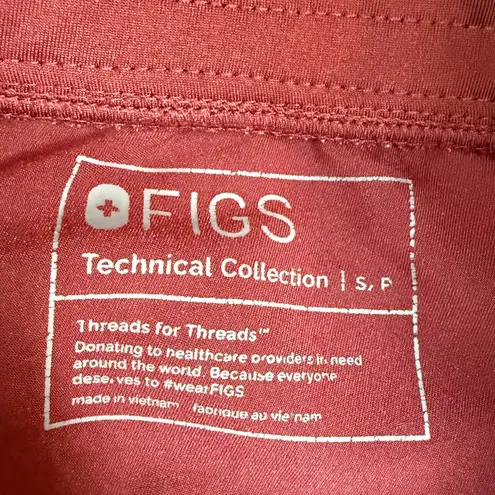 FIGS
Technical Collection | S, P
Threads for Threads™
Donating to healthcare providers in need
around the world. Because everyone
deserves to #wearFIGS
made in vietnam fabriqué au vietnam